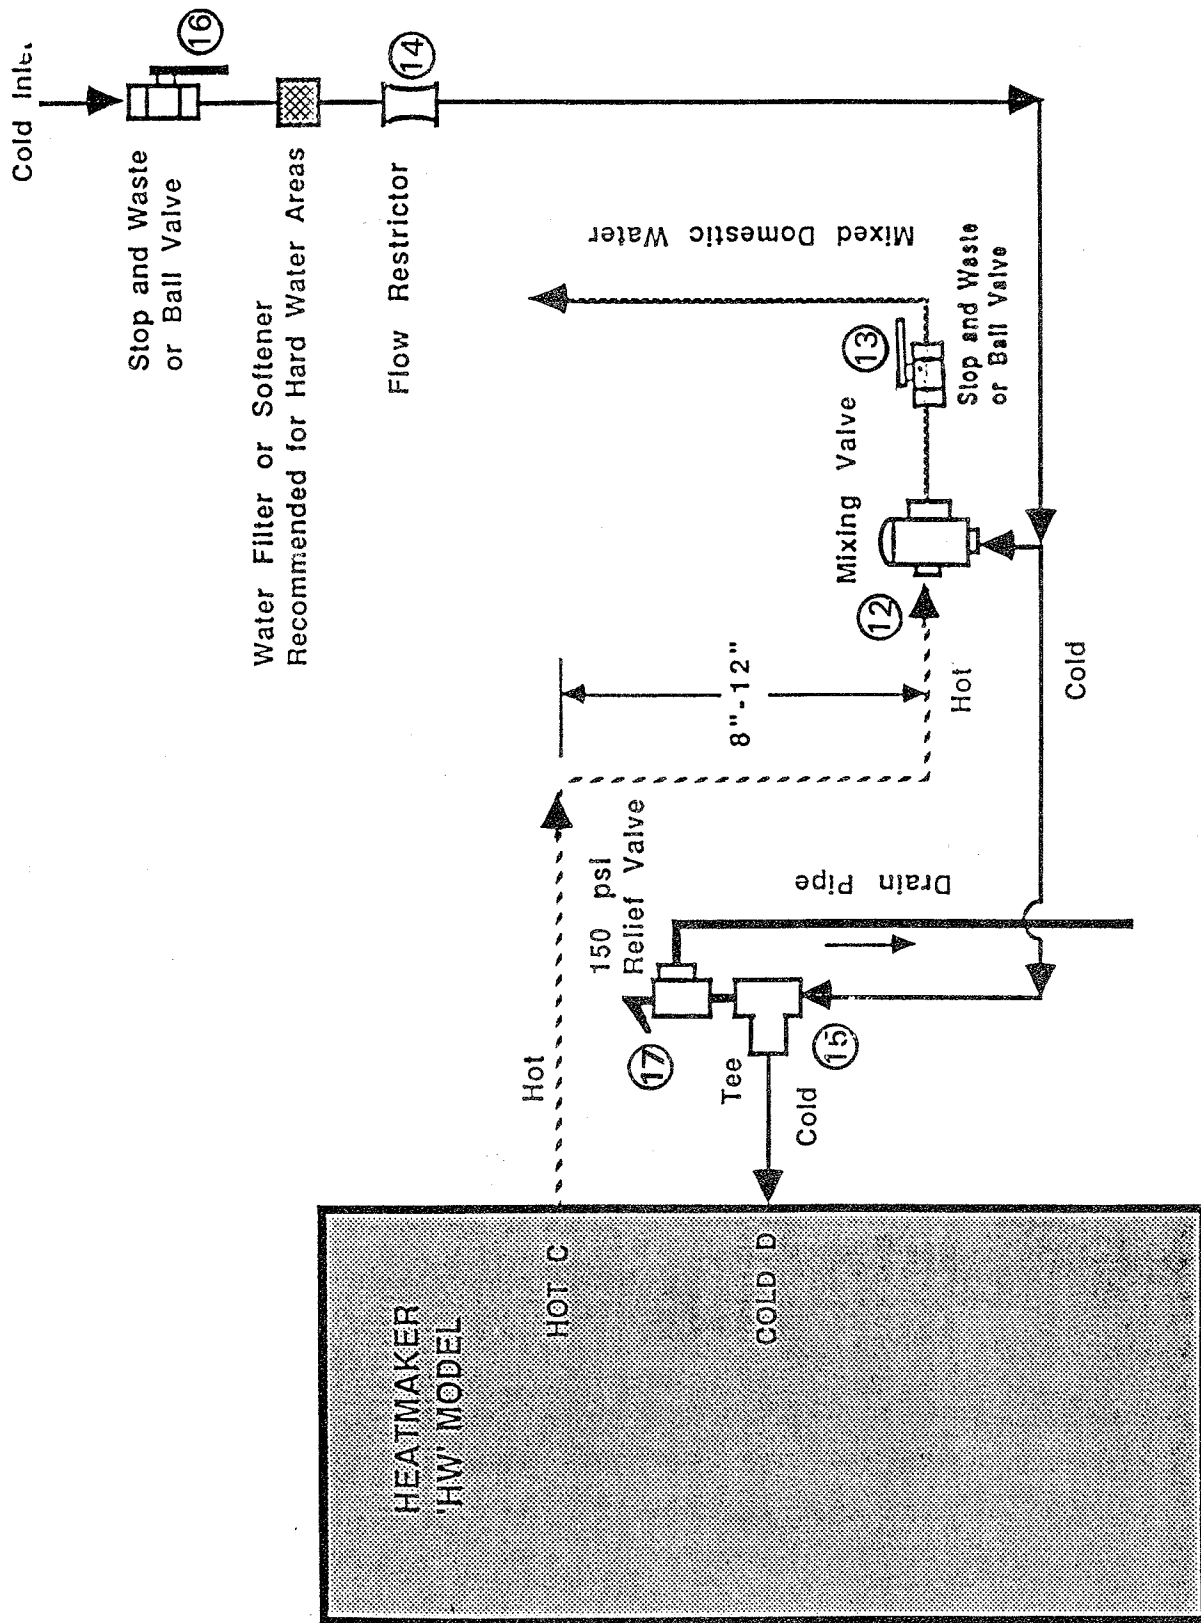 Cold
16
Stop and Waste
or Ball Valve
Water Filter or Softener
Recommended for Hard Water Areas
14
Flow Restrictor
Mixed Domestic Water
13
Stop and Waste
or Ball Valve
Mixing Valve
12
8"-12"
Hot
Cold
150 psi
Relief Valve
Drain Pipe
Hot
17
Tee
15
Cold
HEATMAKER
'HW' MODEL
HOT C
COLD D